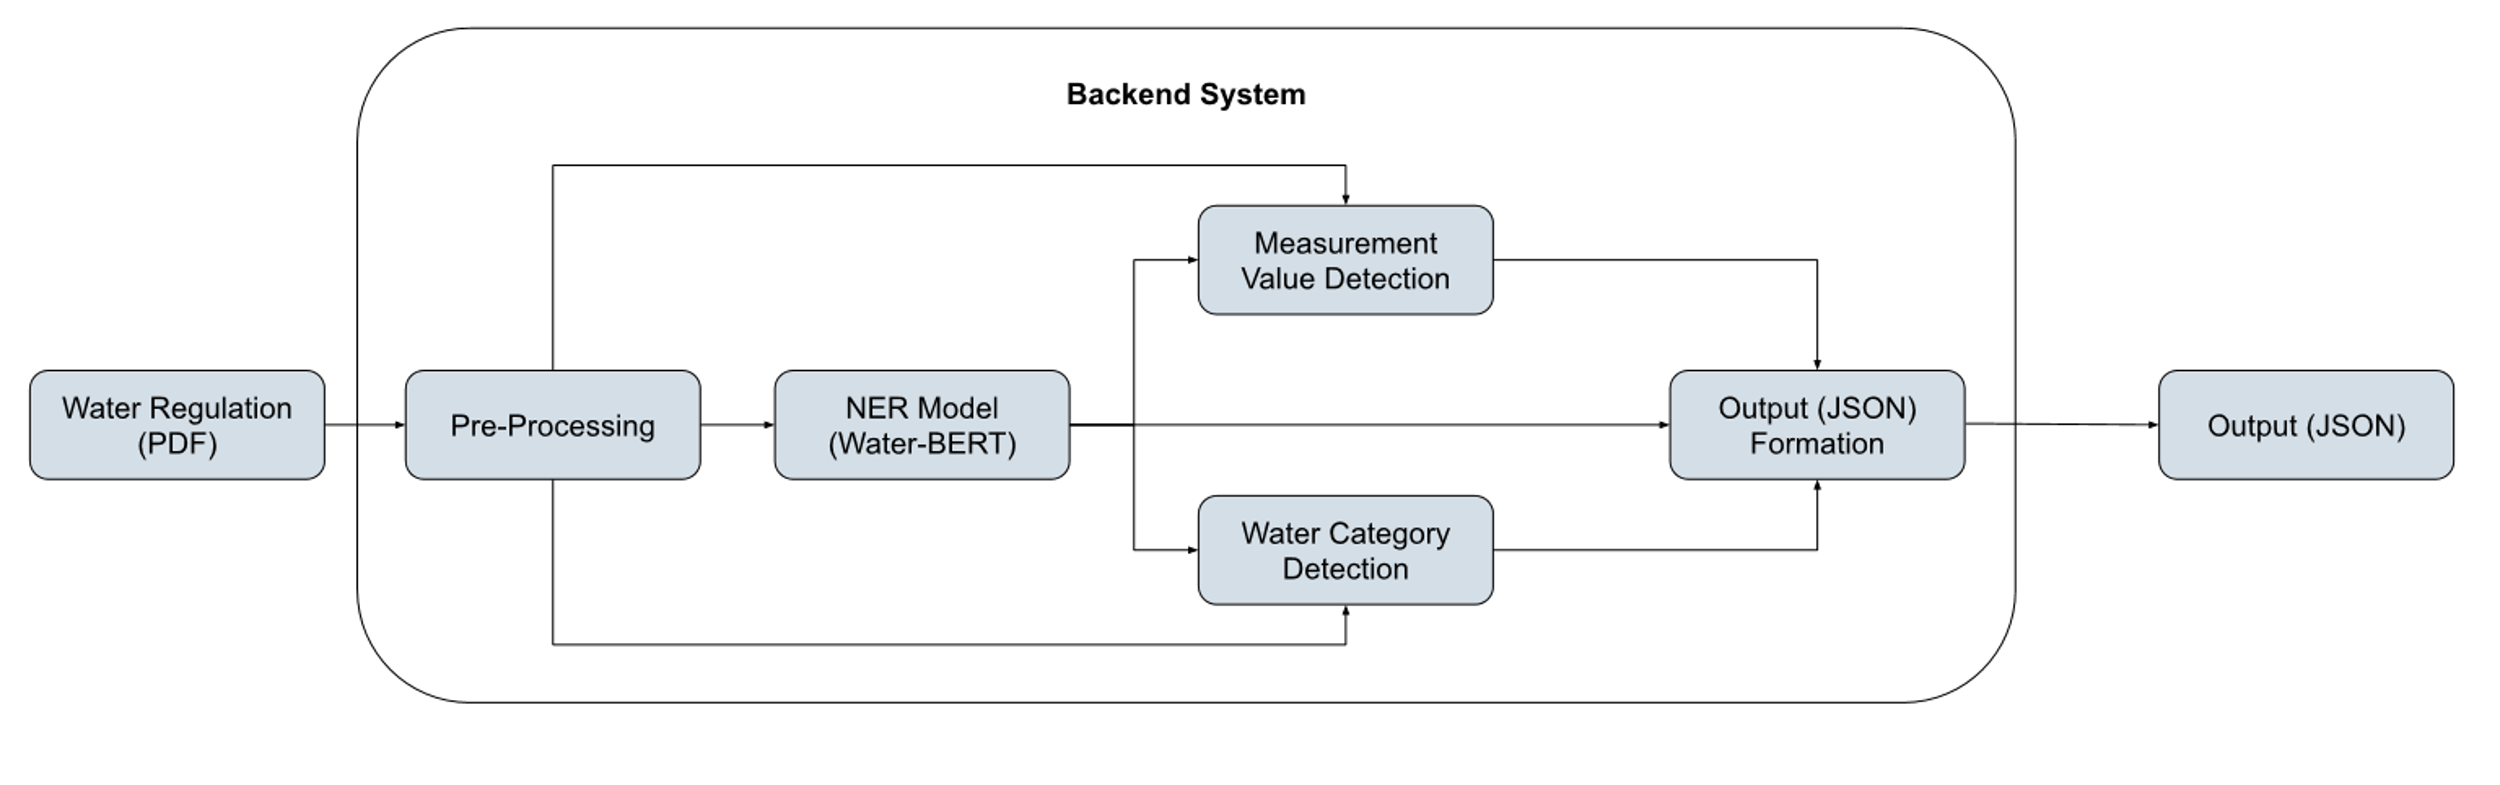 Backend System
Measurement
Value Detection
Water Regulation
(PDF)
Pre-Processing
NER Model
(Water-BERT)
Output (JSON)
Formation
Output (JSON)
Water Category
Detection